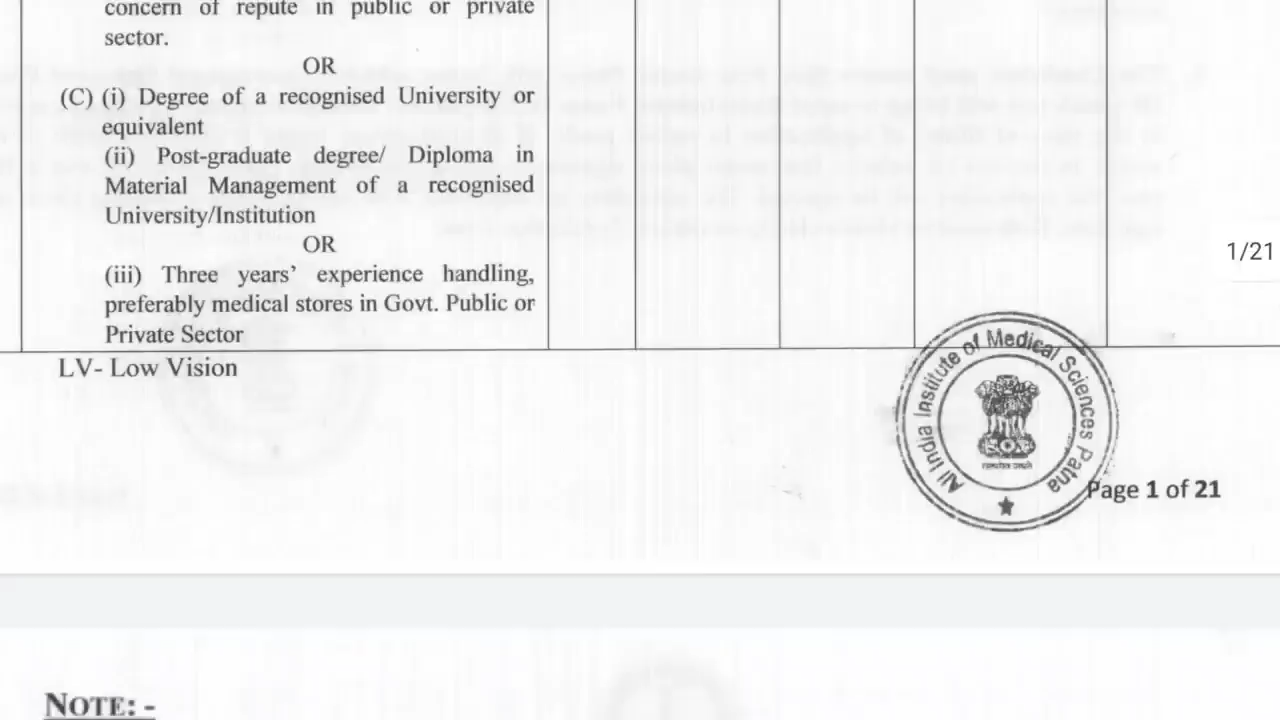 concern of repute in public or private
sector.
OR
(C) (i) Degree of a recognised University or
equivalent
(ii) Post-graduate degree/ Diploma in
Material Management of a recognised
University/Institution
OR
(iii) Three years' experience handling,
preferably medical stores in Govt. Public or
Private Sector
1/21
LV- Low Vision
All India Institute of Medical Sciences Patna
Page 1 of 21
NOTE: -